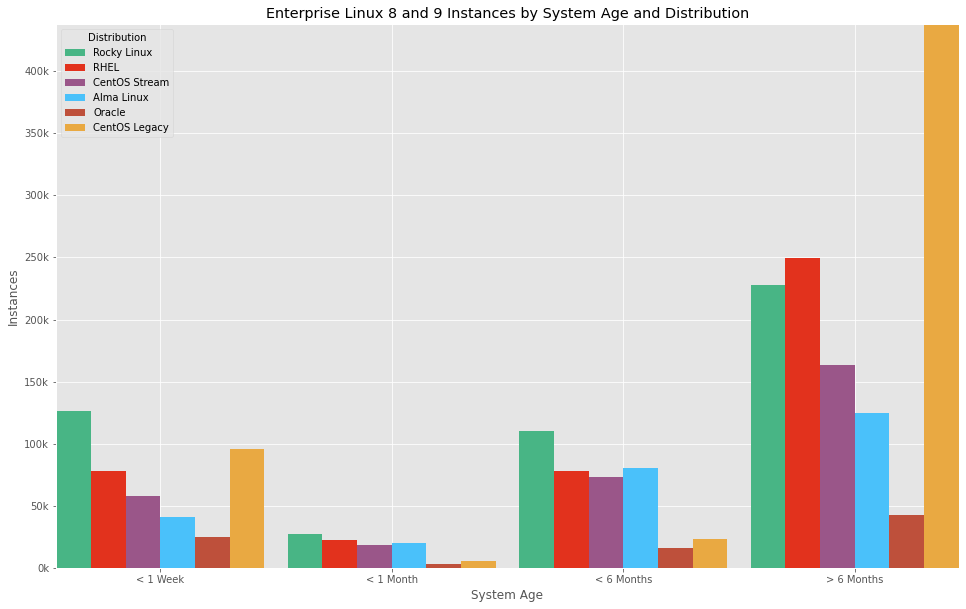 Enterprise Linux 8 and 9 Instances by System Age and Distribution
Distribution
Rocky Linux
RHEL
CentOS Stream
Alma Linux
Oracle
CentOS Legacy
400k
350k
300k
250k
200k
150k
100k
50k
0k
Instances
< 1 Week
< 1 Month
< 6 Months
> 6 Months
System Age